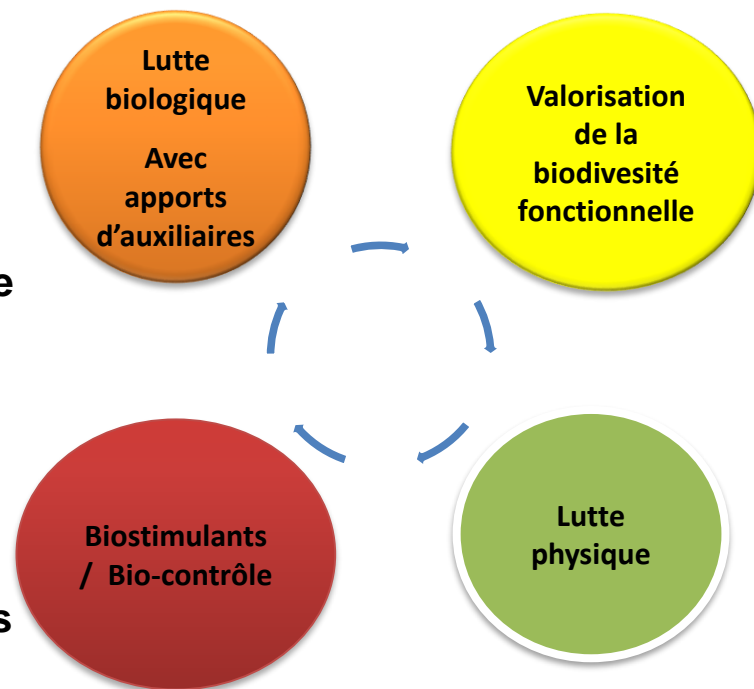 Lutte
biologique
Avec
apports
d'auxiliaires
Valorisation
de la
biodivesité
fonctionnelle
e
Biostimulants
/ Bio-contrôle
Lutte
physique
s